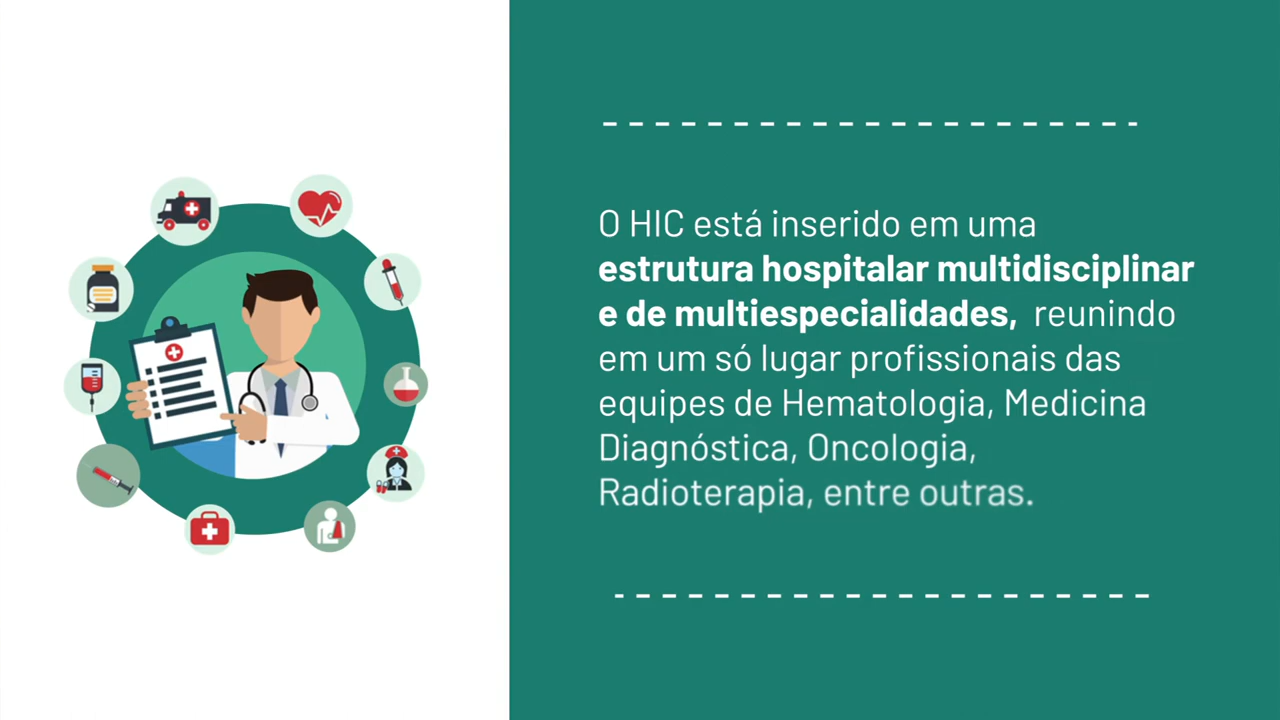 O HIC está inserido em uma
estrutura hospitalar multidisciplinar
e de multiespecialidades, reunindo
em um só lugar profissionais das
equipes de Hematologia, Medicina
Diagnóstica, Oncologia,
Radioterapia, entre outras.